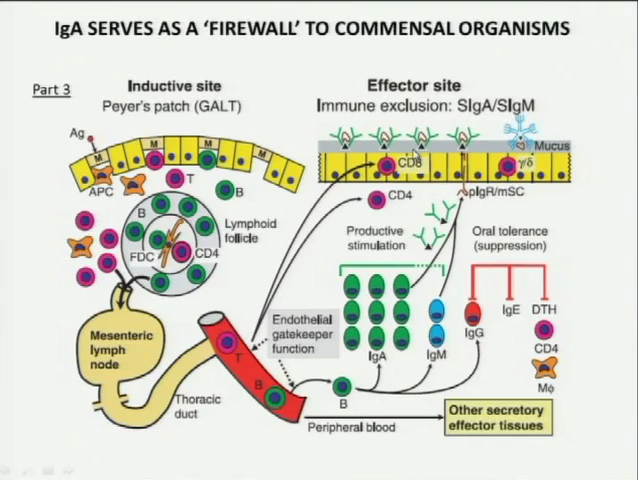 IgA SERVES AS A 'FIREWALL' TO COMMENSAL ORGANISMS
Part 3
Inductive site
Peyer's patch (GALT)
Effector site
Immune exclusion: SIgA/SIgM
Ag
M
M
M
M
APC
T
B
Mucus
CD8
γ/δ
CD4
pIgR/mSC
B
Lymphoid
follicle
FDC
CD4
Productive
stimulation
Oral tolerance
(suppression)
Mesenteric
lymph
node
Endothelial
gatekeeper
function
IgA
IgM
IgG
IgE
DTH
CD4
Mϕ
T
B
B
Thoracic
duct
Peripheral blood
Other secretory
effector tissues